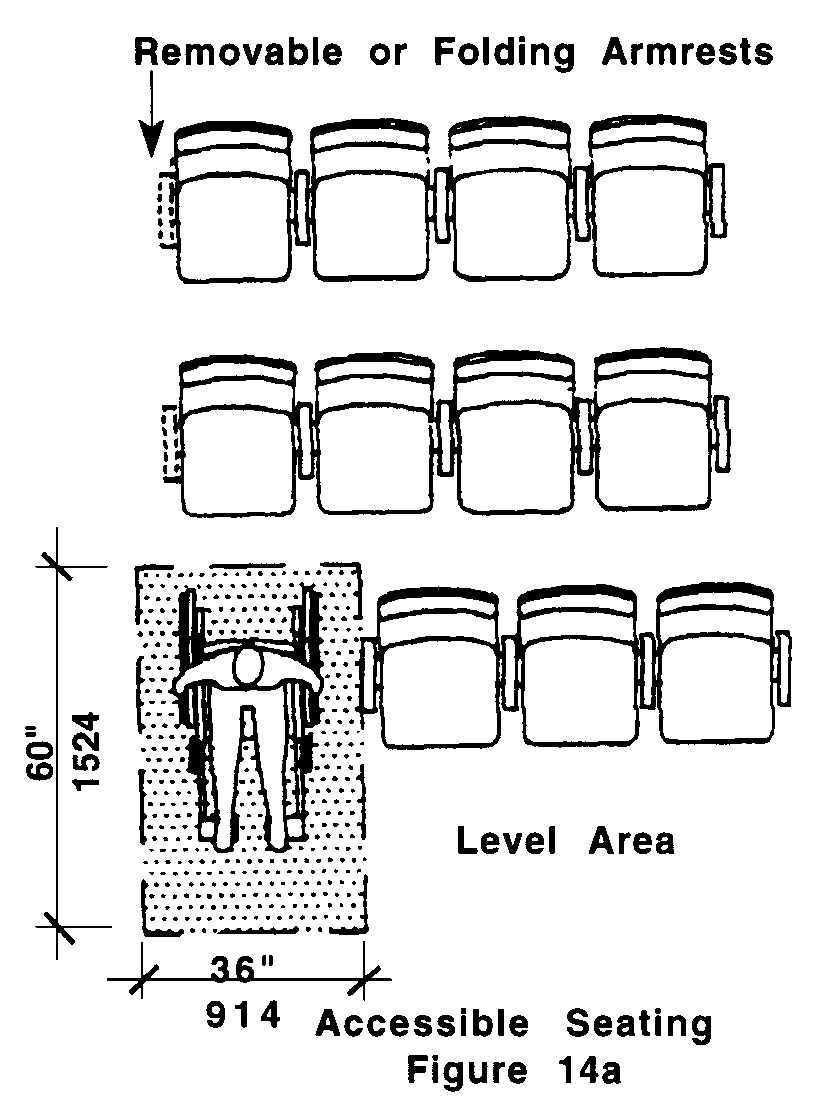 Removable or Folding Armrests
60"
1524
Level Area
36"
914
Accessible Seating
Figure 14a